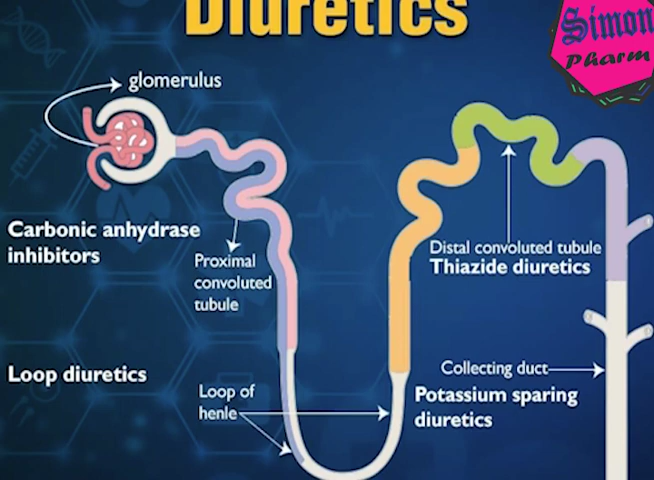 Diuretics
Simon
Pharm
glomerulus
Carbonic anhydrase
inhibitors
Proximal
convoluted
tubule
Distal convoluted tubule
Thiazide diuretics
Loop diuretics
Loop of
henle
Collecting duct
Potassium sparing
diuretics